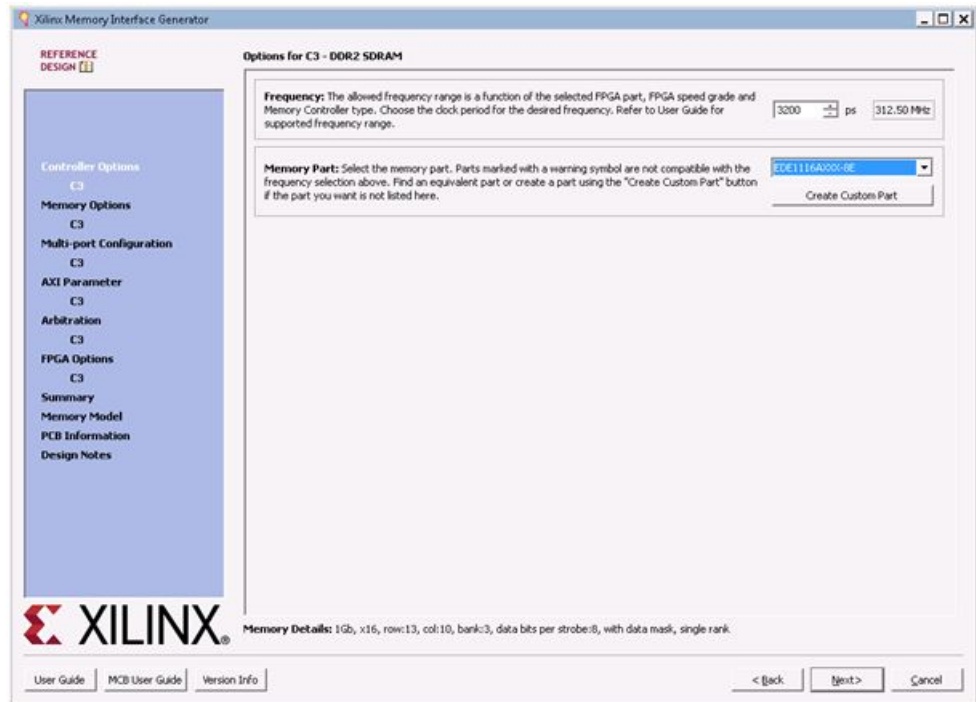 Xilinx Memory Interface Generator
REFERENCE
DESIGN
Controller Options
C3
Memory Options
C3
Multi-port Configuration
C3
AXI Parameter
C3
Arbitration
C3
FPGA Options
C3
Summary
Memory Model
PCB Information
Design Notes
XILINX®
Options for C3 - DDR2 SDRAM
Frequency: The allowed frequency range is a function of the selected FPGA part, FPGA speed grade and
Memory Controller type. Choose the clock period for the desired frequency. Refer to User Guide for
supported frequency range.
3200 ps 312.50 MHz
Memory Part: Select the memory part. Parts marked with a warning symbol are not compatible with the
frequency selection above. Find an equivalent part or create a part using the "Create Custom Part" button
if the part you want is not listed here.
EDE1116AXXX-8E
Create Custom Part
Memory Details: 1Gb, x16, row:13, col:10, bank:3, data bits per strobe:8, with data mask, single rank
User Guide MCB User Guide Version Info < Back Next> Cancel